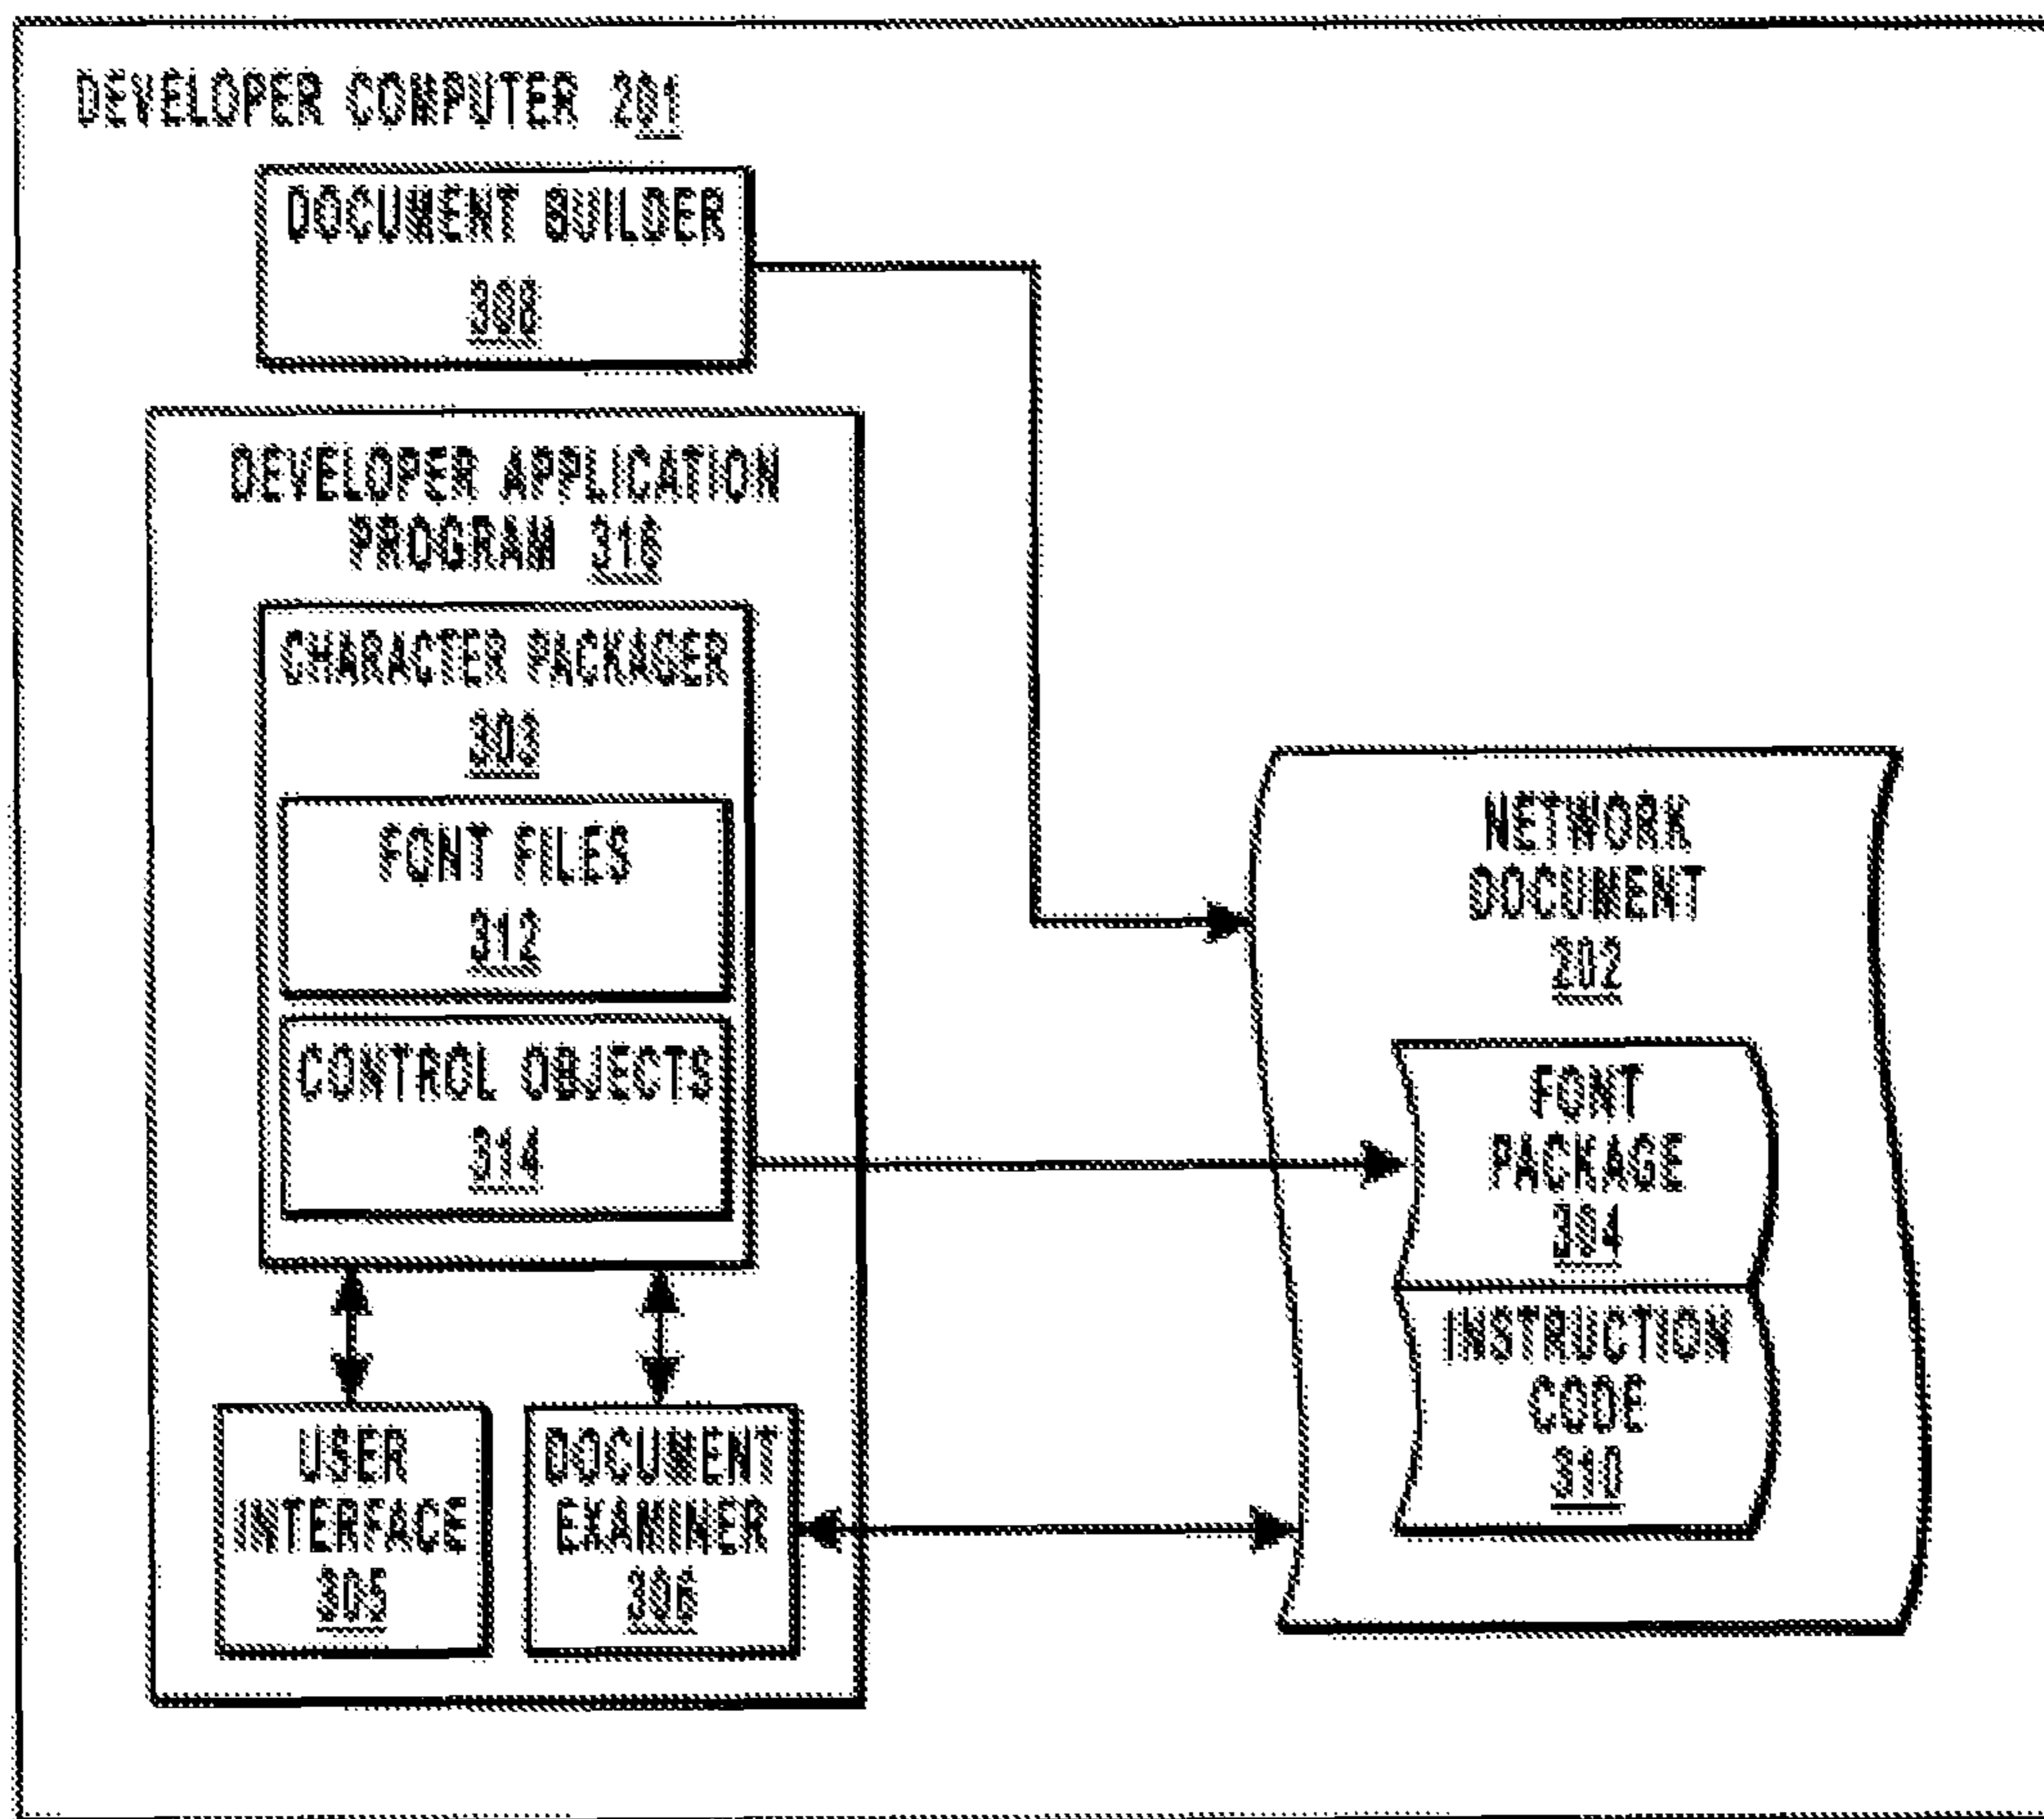 DEVELOPER COMPUTER 201
DOCUMENT BUILDER
308
DEVELOPER APPLICATION
PROGRAM 316
CHARACTER PACKAGER
303
FONT FILES
312
CONTROL OBJECTS
314
USER
INTERFACE
305
DOCUMENT
EXAMINER
306
NETWORK
DOCUMENT
202
FONT
PACKAGE
304
INSTRUCTION
CODE
310